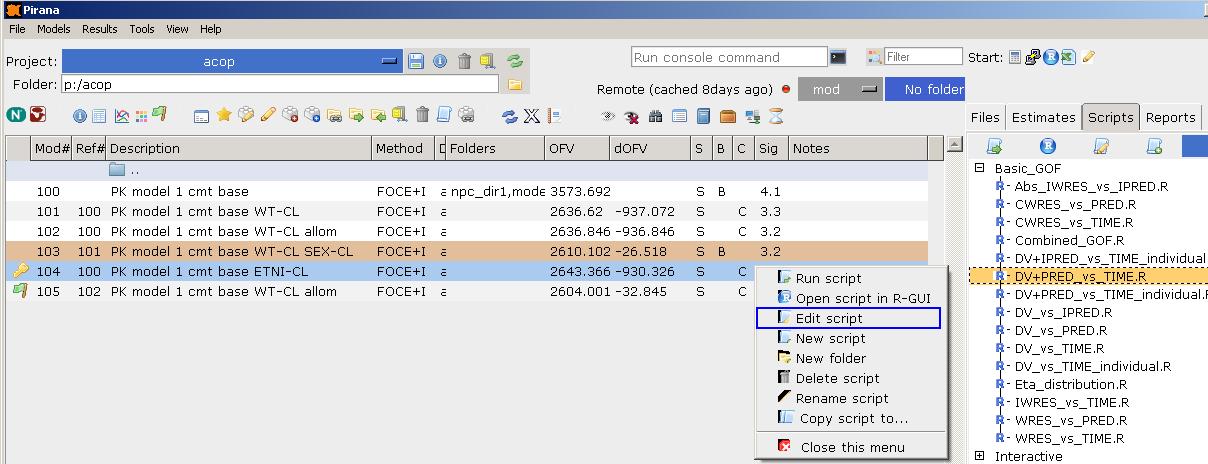 Pirana
File Models Results Tools View Help
Project: acop
Run console command
Filter
Start:
Folder: p:/acop
Remote (cached 8days ago) mod No folder
Files Estimates Scripts Reports
Mod# Ref# Description Method Folders OFV dOFV S B C Sig Notes
..
100 PK model 1 cmt base FOCE+I a npc_dir1,mode 3573.692 S B 4.1
101 100 PK model 1 cmt base WT-CL FOCE+I a 2636.62 -937.072 S C 3.3
102 100 PK model 1 cmt base WT-CL allom FOCE+I a 2636.846 -936.846 S C 3.2
103 101 PK model 1 cmt base WT-CL SEX-CL FOCE+I a 2610.102 -26.518 S B 3.2
104 100 PK model 1 cmt base ETNI-CL FOCE+I a 2643.366 -930.326 S C
105 102 PK model 1 cmt base WT-CL allom FOCE+I a 2604.001 -32.845 S C
Run script
Open script in R-GUI
Edit script
New script
New folder
Delete script
Rename script
Copy script to...
Close this menu
Basic_GOF
R- Abs_IWRES_vs_IPRED.R
R- CWRES_vs_PRED.R
R- CWRES_vs_TIME.R
R- Combined_GOF.R
R- DV+IPRED_vs_TIME_individual
R- DV+PRED_vs_TIME.R
R- DV+PRED_vs_TIME_individual.R
R- DV_vs_IPRED.R
R- DV_vs_PRED.R
R- DV_vs_TIME.R
R- DV_vs_TIME_individual.R
R- Eta_distribution.R
R- IWRES_vs_TIME.R
R- WRES_vs_PRED.R
R- WRES_vs_TIME.R
Interactive